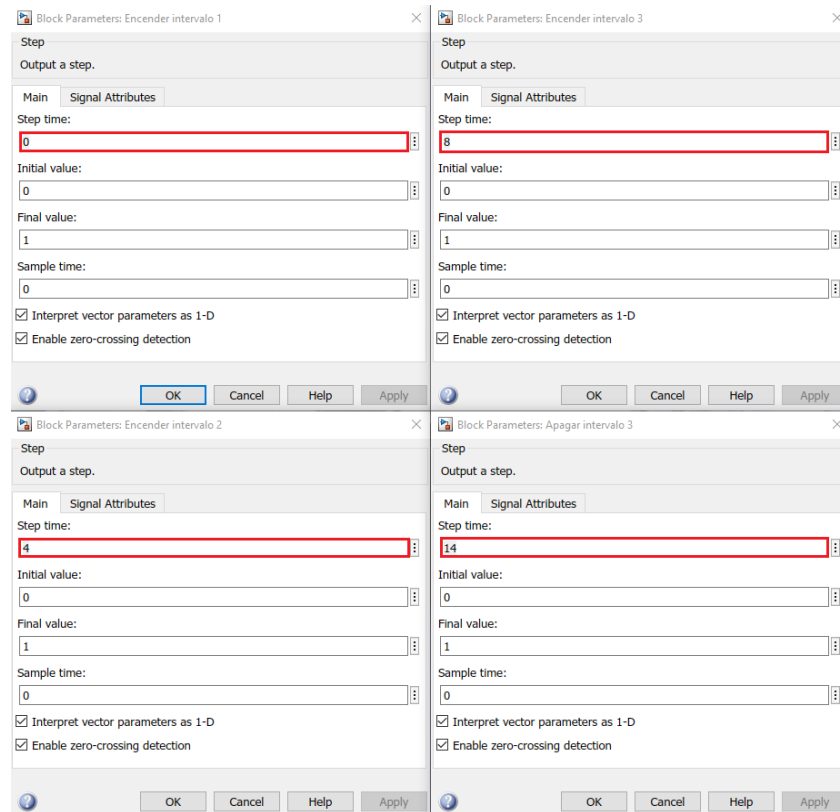 Block Parameters: Encender intervalo 1
Step
Output a step.
Main
Signal Attributes
Step time:
0
Initial value:
0
Final value:
1
Sample time:
0
Interpret vector parameters as 1-D
Enable zero-crossing detection
OK
Cancel
Help
Apply
Block Parameters: Encender intervalo 3
Step
Output a step.
Main
Signal Attributes
Step time:
8
Initial value:
0
Final value:
1
Sample time:
0
Interpret vector parameters as 1-D
Enable zero-crossing detection
OK
Cancel
Help
Apply
Block Parameters: Encender intervalo 2
Step
Output a step.
Main
Signal Attributes
Step time:
4
Initial value:
0
Final value:
1
Sample time:
0
Interpret vector parameters as 1-D
Enable zero-crossing detection
OK
Cancel
Help
Apply
Block Parameters: Apagar intervalo 3
Step
Output a step.
Main
Signal Attributes
Step time:
14
Initial value:
0
Final value:
1
Sample time:
0
Interpret vector parameters as 1-D
Enable zero-crossing detection
OK
Cancel
Help
Apply